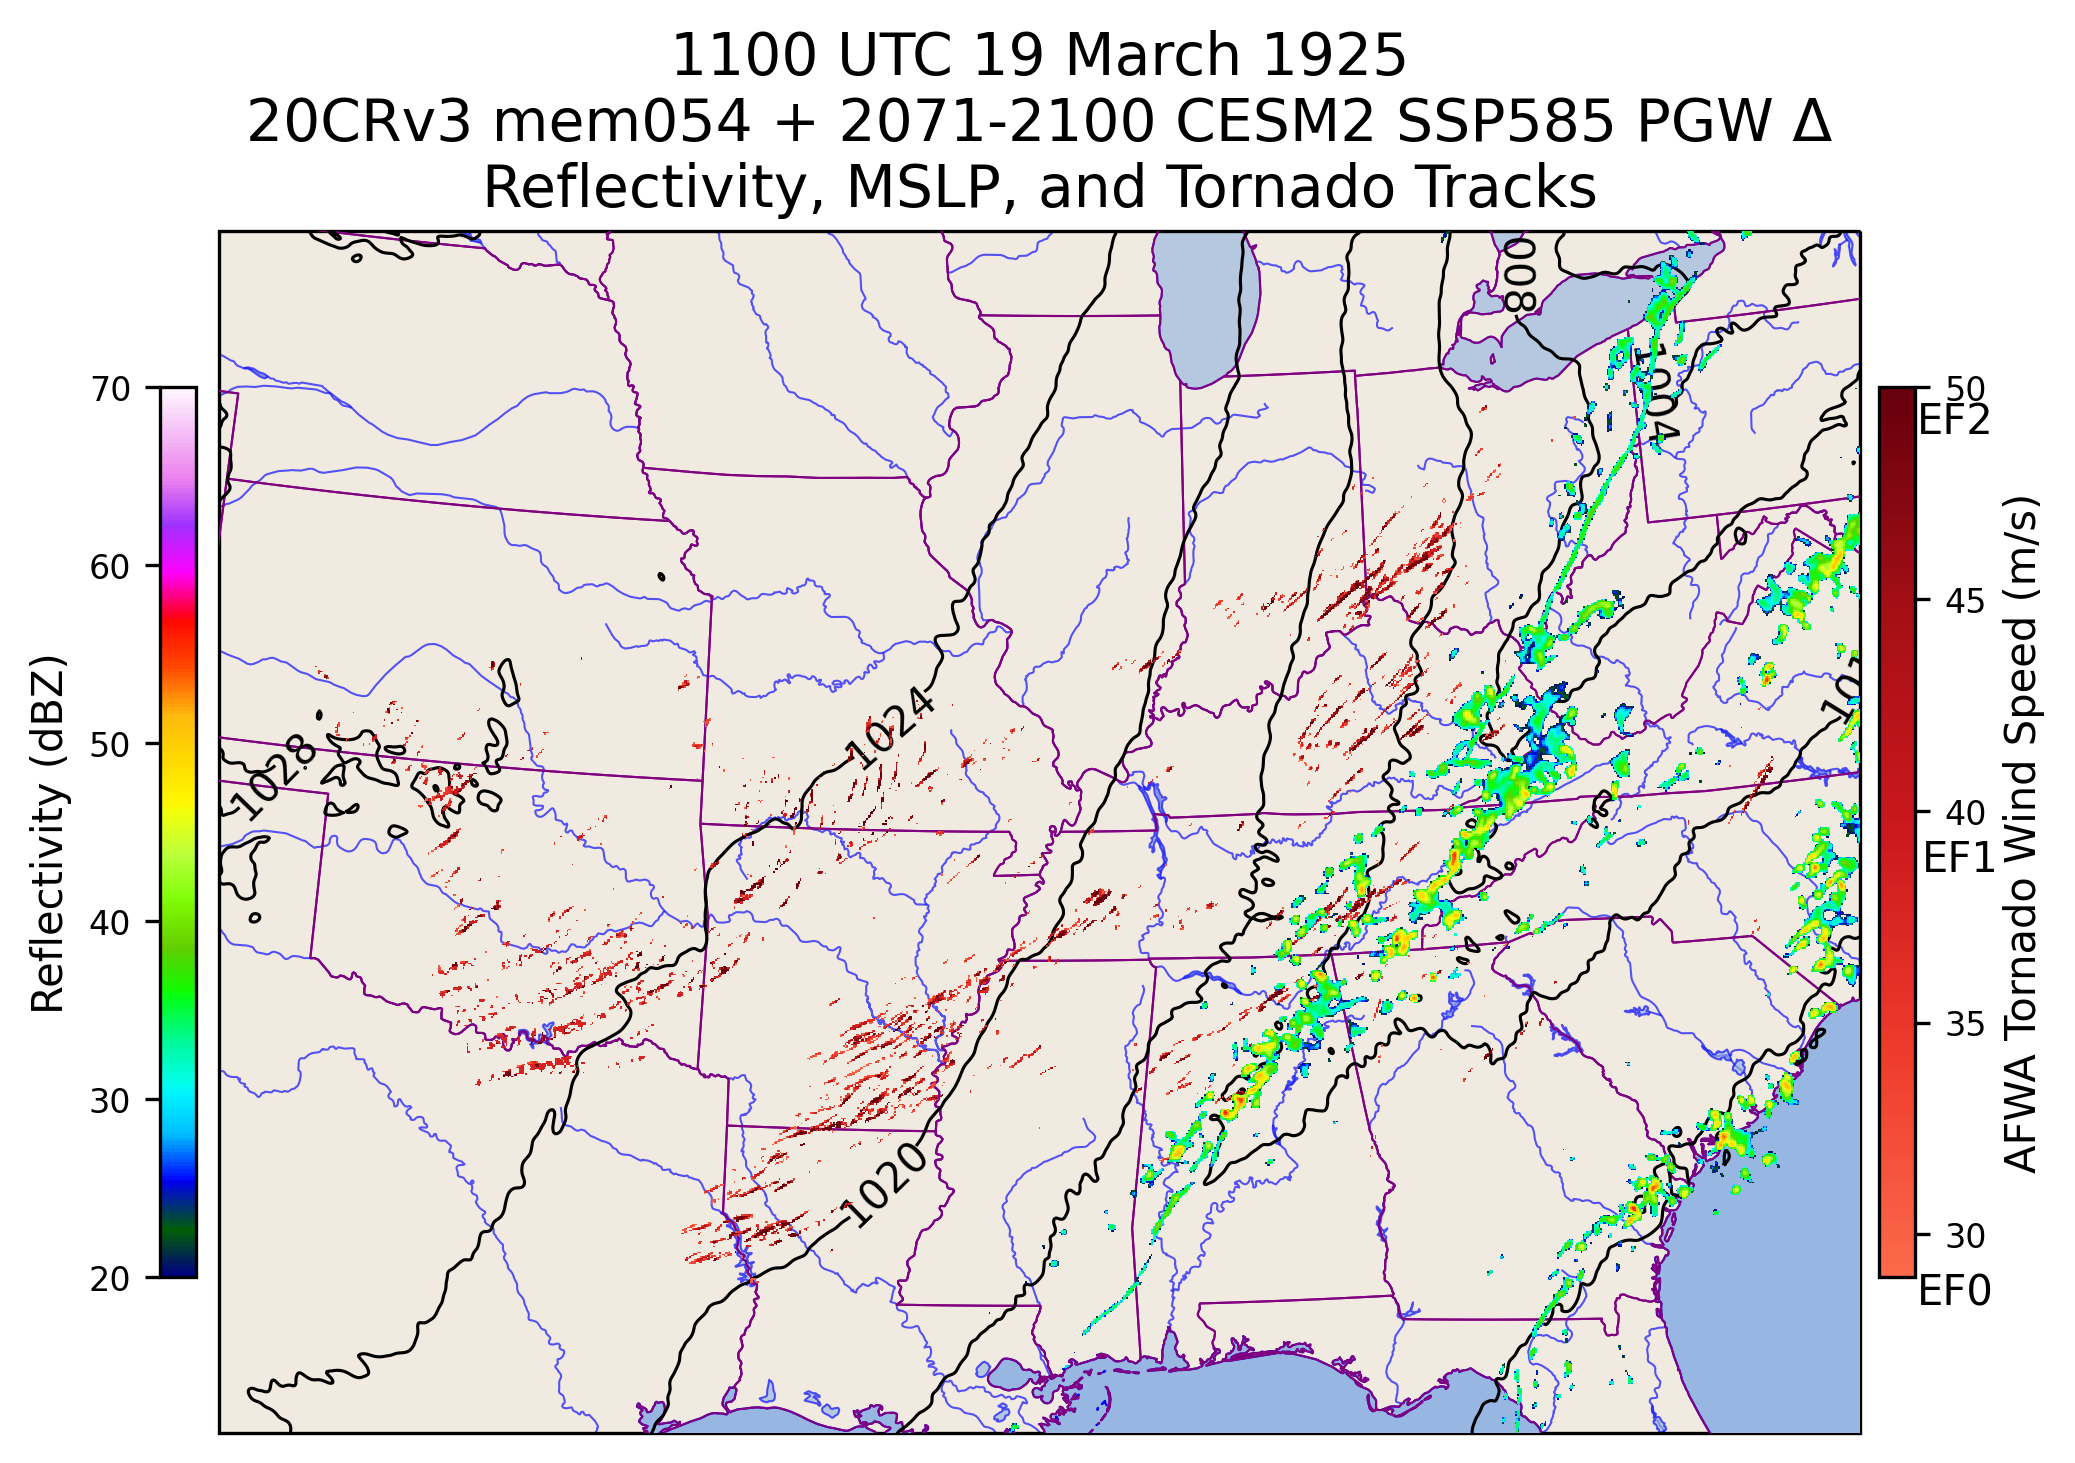 1100 UTC 19 March 1925
20CRv3 mem054 + 2071-2100 CESM2 SSP585 PGW Δ
Reflectivity, MSLP, and Tornado Tracks
70
60
50
40
30
20
Reflectivity (dBZ)
008
1004
1024
1028
1020
50
EF2
45
40
EF1
35
30
EF0
AFWA Tornado Wind Speed (m/s)